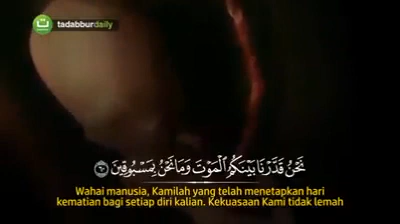 tadabburdaily
نَحْنُ قَدَّرْنَا بَيْنَكُمُ الْمَوْتَ وَمَا نَحْنُ بِمَسْبُوقِينَ ٦٠
Wahai manusia, Kamilah yang telah menetapkan hari
kematian bagi setiap diri kalian. Kekuasaan Kami tidak lemah